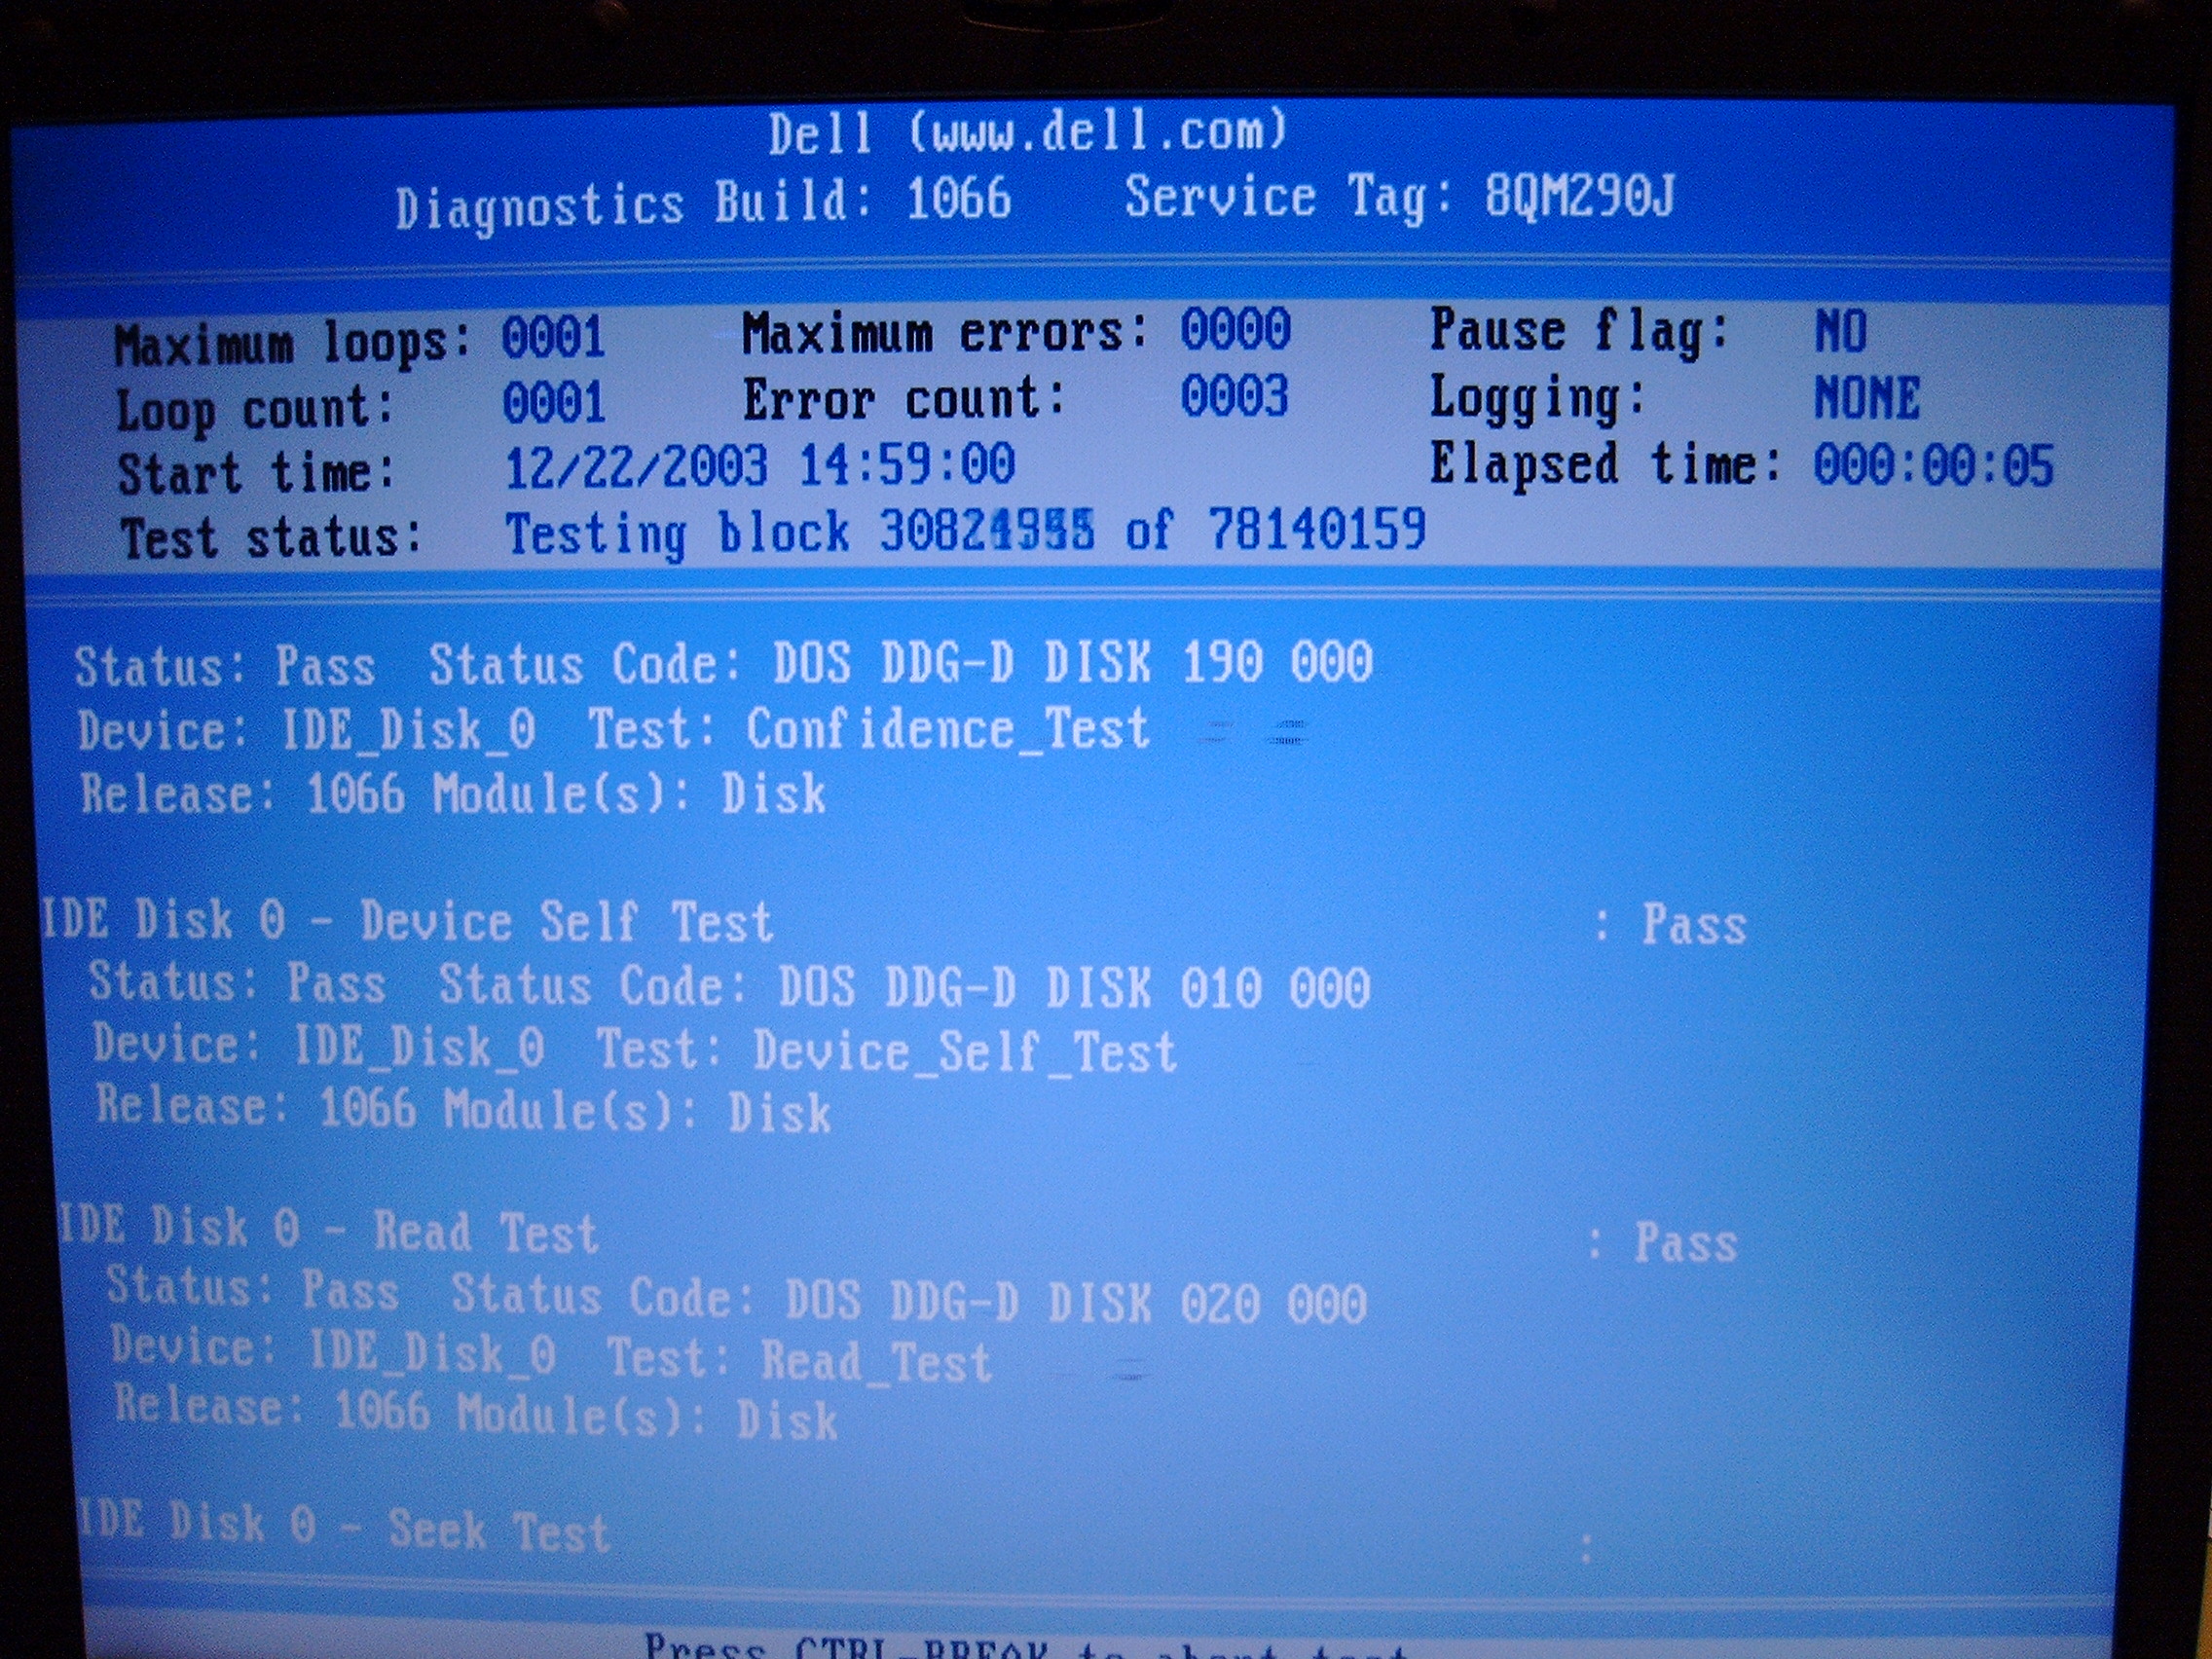 Dell (www.dell.com)
Diagnostics Build: 1066 Service Tag: 8QM290J
Maximum loops: 0001 Maximum errors: 0000 Pause flag: NO
Loop count: 0001 Error count: 0003 Logging: NONE
Start time: 12/22/2003 14:59:00 Elapsed time: 000:00:05
Test status: Testing block of 78140159
Status: Pass Status Code: DOS DDG-D DISK 190 000
Device: IDE_Disk_0 Test: Confidence_Test
Release: 1066 Module(s): Disk
IDE Disk 0 - Device Self Test : Pass
Status: Pass Status Code: DOS DDG-D DISK 010 000
Device: IDE_Disk_0 Test: Device_Self_Test
Release: 1066 Module(s): Disk
IDE Disk 0 - Read Test : Pass
Status: Pass Status Code: DOS DDG-D DISK 020 000
Device: IDE_Disk_0 Test: Read_Test
Release: 1066 Module(s): Disk
IDE Disk 0 - Seek Test :
Press CTRL-BREAK to abort test